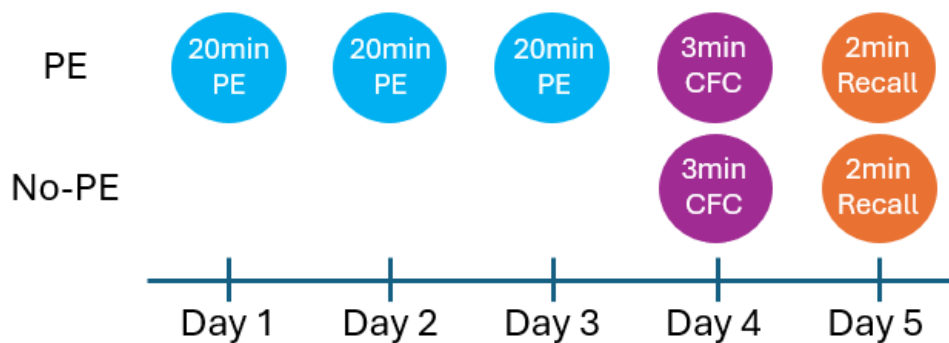 PE
20min
PE
20min
PE
20min
PE
3min
CFC
2min
Recall
No-PE
3min
CFC
2min
Recall
Day 1
Day 2
Day 3
Day 4
Day 5